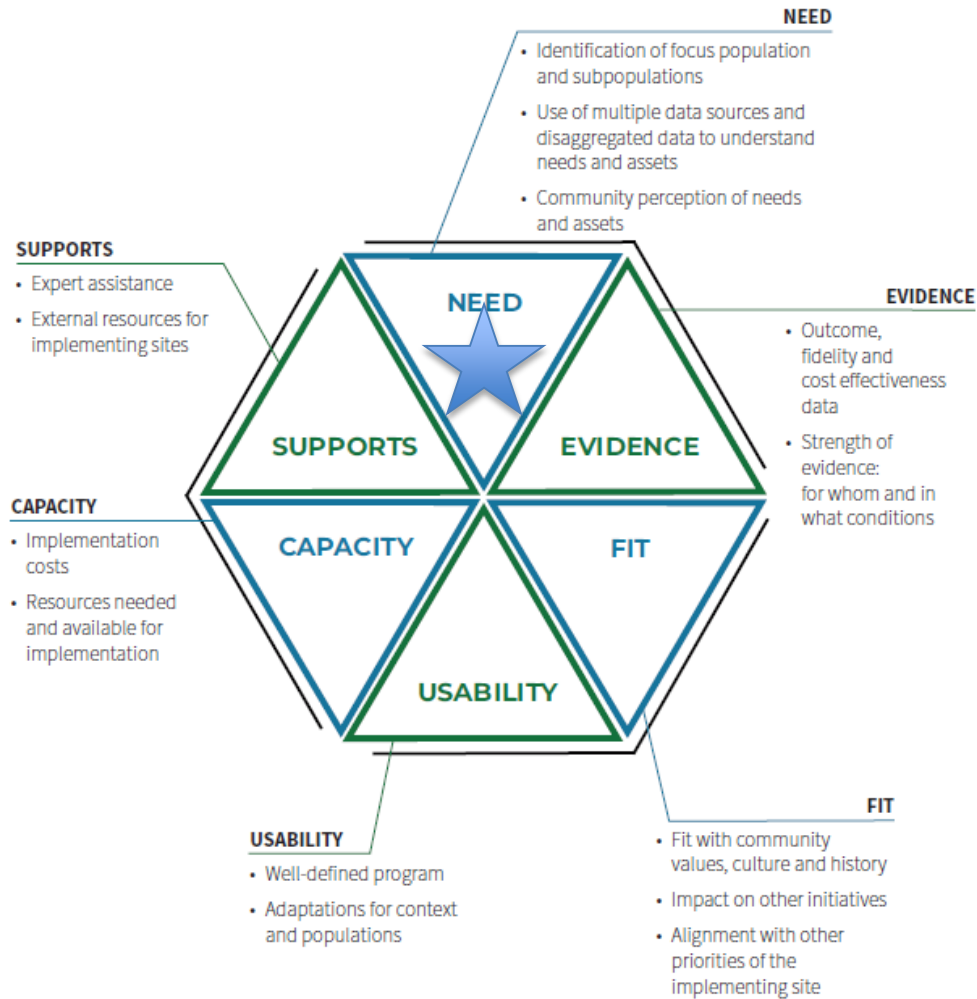 NEED
• Identification of focus population
and subpopulations
• Use of multiple data sources and
disaggregated data to understand
needs and assets
• Community perception of needs
and assets
SUPPORTS
• Expert assistance
• External resources for
implementing sites
EVIDENCE
• Outcome,
fidelity and
cost effectiveness
data
• Strength of
evidence:
for whom and in
what conditions
NEED
SUPPORTS
EVIDENCE
CAPACITY
FIT
USABILITY
CAPACITY
• Implementation
costs
• Resources needed
and available for
implementation
USABILITY
• Well-defined program
• Adaptations for context
and populations
FIT
• Fit with community
values, culture and history
• Impact on other initiatives
• Alignment with other
priorities of the
implementing site